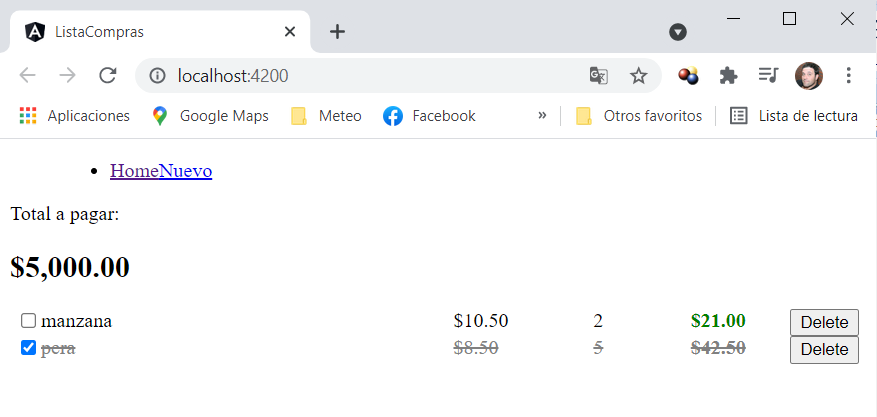 ListaCompras
localhost:4200
Aplicaciones Google Maps Meteo Facebook » Otros favoritos Lista de lectura
HomeNuevo
Total a pagar:
$5,000.00
manzana $10.50 2 $21.00 Delete
pera $8.50 5 $42.50 Delete